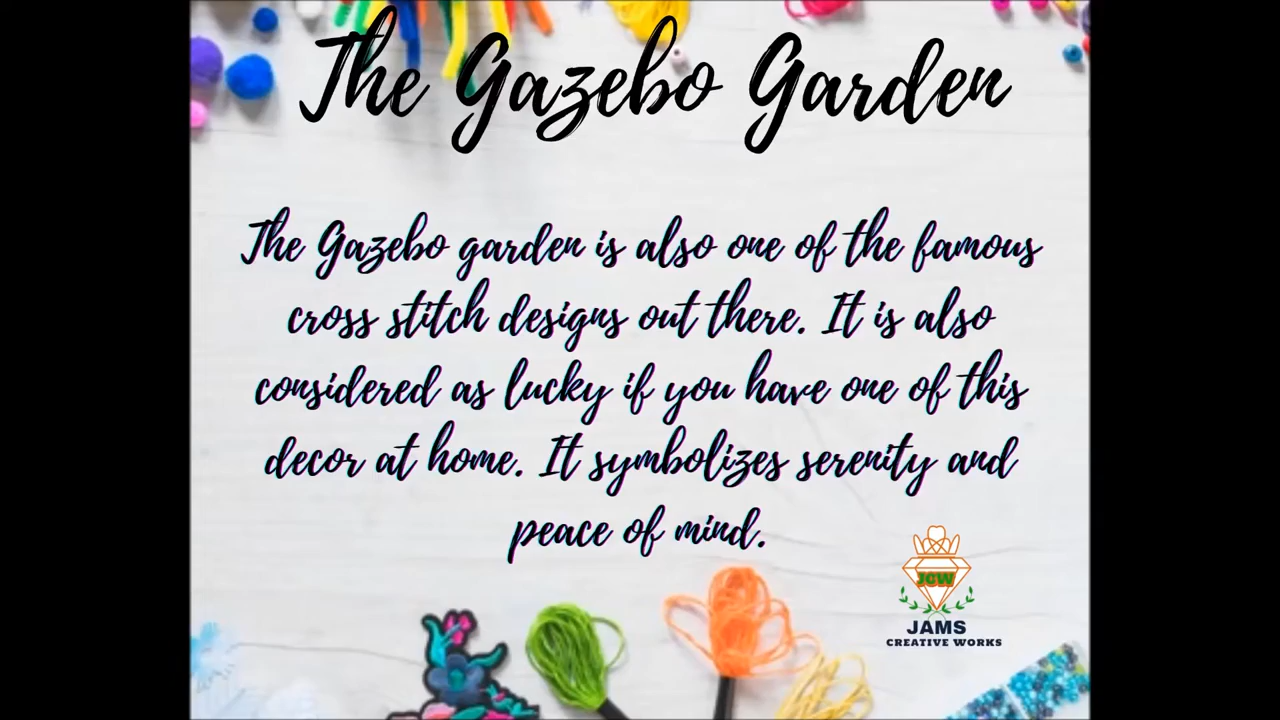 The Gazebo Garden
The Gazebo garden is also one of the famous
cross stitch designs out there. It is also
considered as lucky if you have one of this
decor at home. It symbolizes serenity and
peace of mind.
JCW
JAMS
CREATIVE WORKS